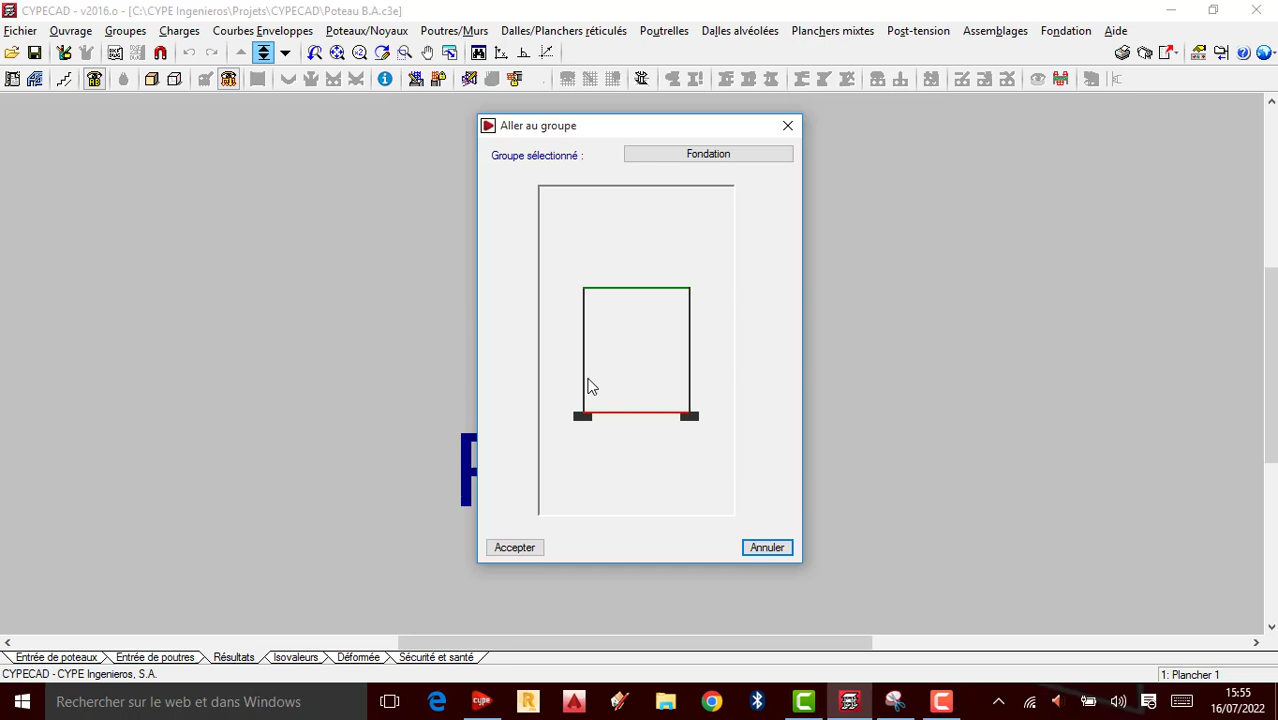 CYPECAD - v2016.o - [C:\CYPE Ingenieros\Projets\CYPECAD\Poteau B.A.c3e]
Fichier Ouvrage Groupes Charges Courbes Enveloppes Poteaux/Noyaux Poutres/Murs Dalles/Planchers réticulés Poutrelles Dalles alvéolées Planchers mixtes Post-tension Assemblages Fondation Aide
Aller au groupe
Groupe sélectionné :
Fondation
Accepter
Annuler
Entrée de poteaux Entrée de poutres Résultats Isovaleurs Déformée Sécurité et santé
CYPECAD - CYPE Ingenieros, S.A.
1: Plancher 1
Rechercher sur le web et dans Windows
15:55
16/07/2022